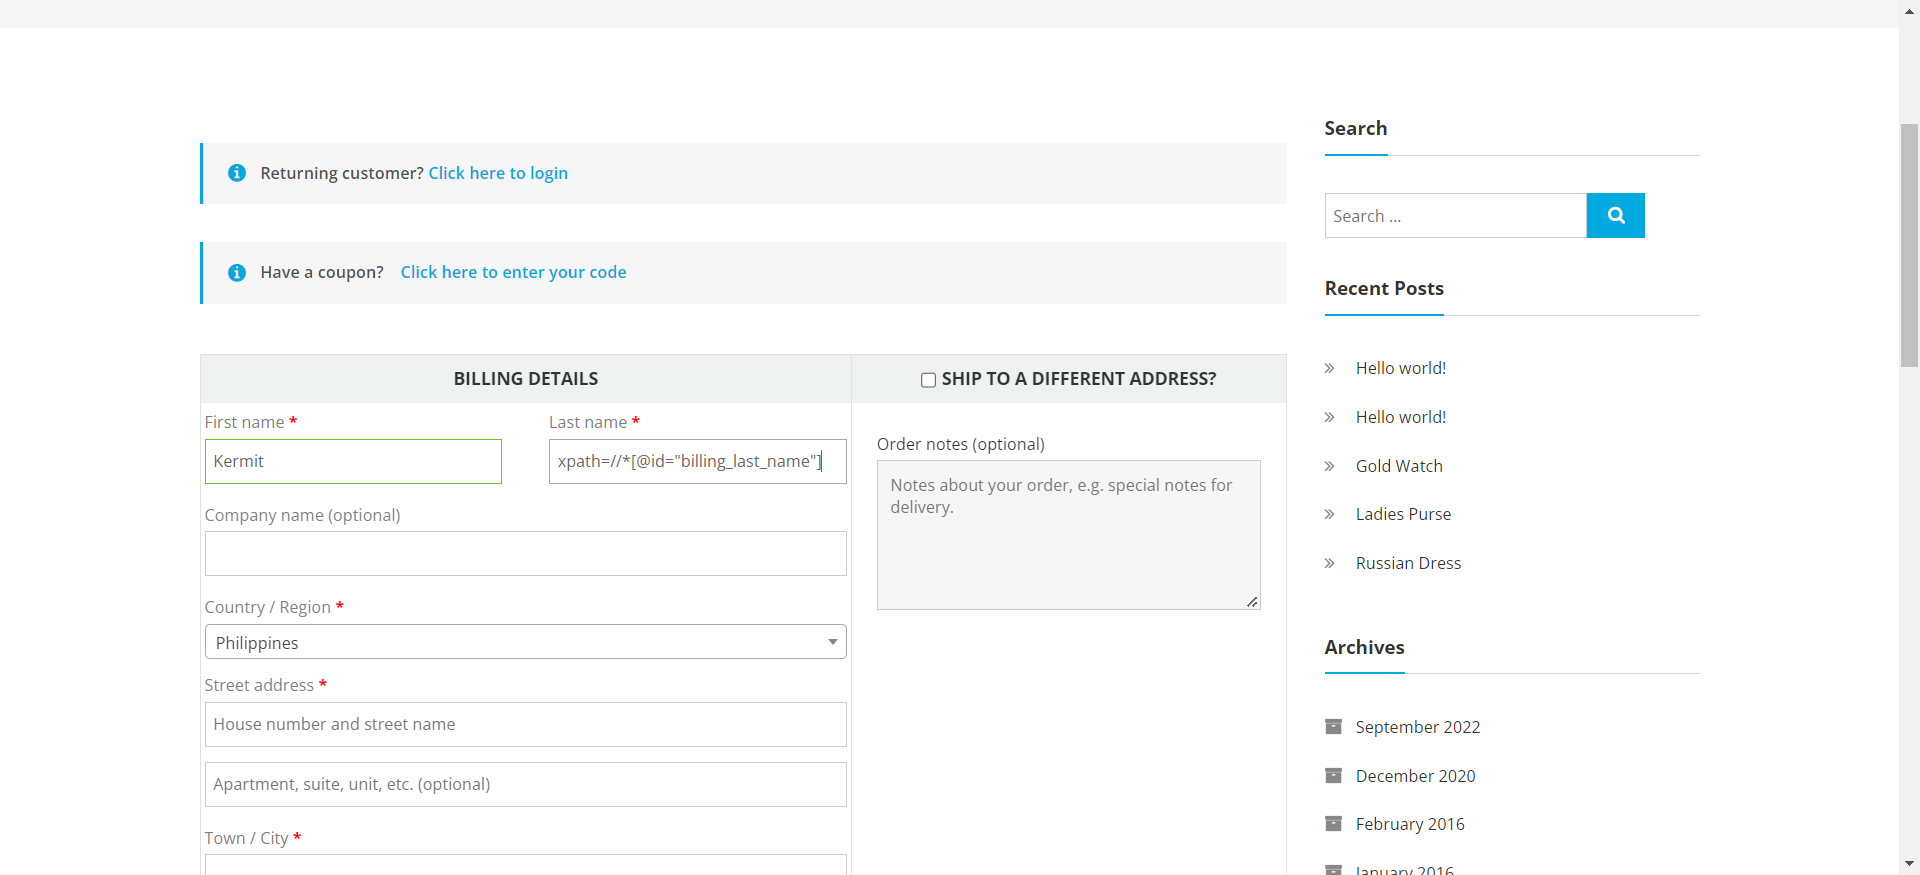 Returning customer? Click here to login
Have a coupon? Click here to enter your code
BILLING DETAILS
First name *
Kermit
Last name *
xpath=//*[@id="billing_last_name"]
Company name (optional)
Country / Region *
Philippines
Street address *
House number and street name
Apartment, suite, unit, etc. (optional)
Town / City *
SHIP TO A DIFFERENT ADDRESS?
Order notes (optional)
Notes about your order, e.g. special notes for
delivery.
Search
Search ...
Recent Posts
Hello world!
Hello world!
Gold Watch
Ladies Purse
Russian Dress
Archives
September 2022
December 2020
February 2016
January 2016